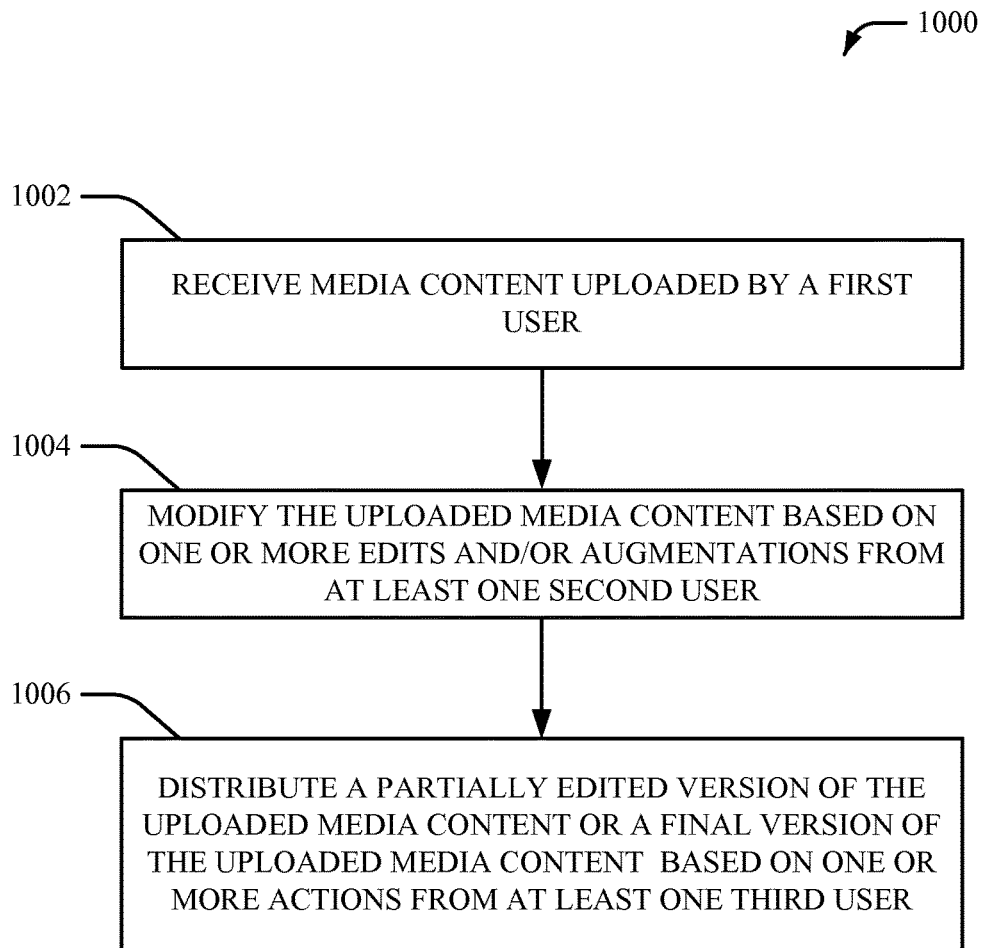 1000
1002
RECEIVE MEDIA CONTENT UPLOADED BY A FIRST
USER
1004
MODIFY THE UPLOADED MEDIA CONTENT BASED ON
ONE OR MORE EDITS AND/OR AUGMENTATIONS FROM
AT LEAST ONE SECOND USER
1006
DISTRIBUTE A PARTIALLY EDITED VERSION OF THE
UPLOADED MEDIA CONTENT OR A FINAL VERSION OF
THE UPLOADED MEDIA CONTENT BASED ON ONE OR
MORE ACTIONS FROM AT LEAST ONE THIRD USER